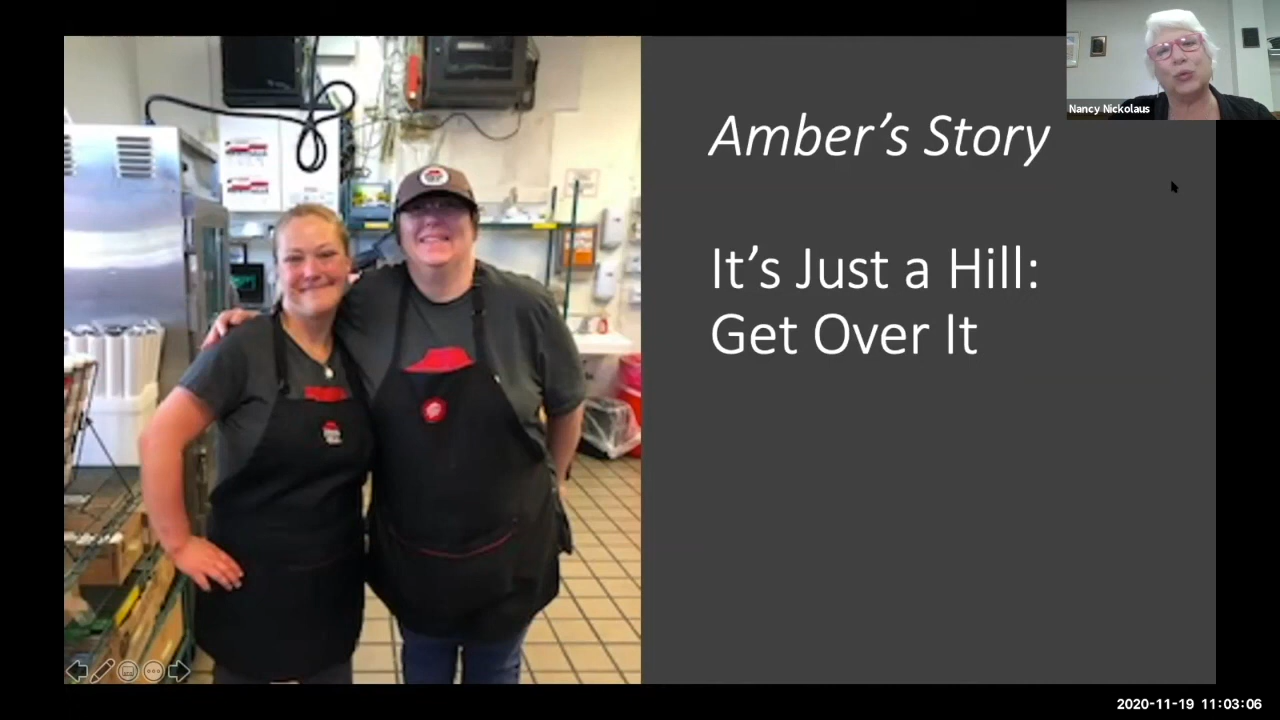 Nancy Nickolaus
Amber’s Story
It’s Just a Hill:
Get Over It
2020-11-19 11:03:06